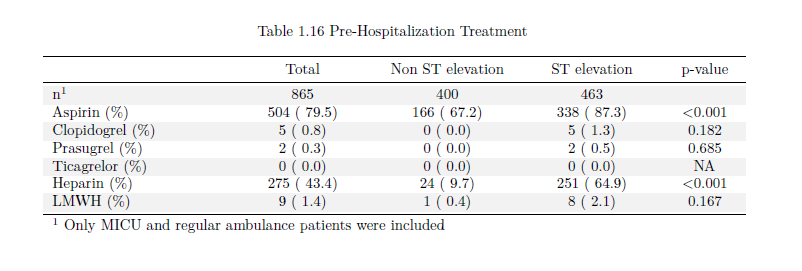 Table 1.16 Pre-Hospitalization Treatment
Total Non ST elevation ST elevation p-value
n¹ 865 400 463
Aspirin (%) 504 ( 79.5) 166 ( 67.2) 338 ( 87.3) <0.001
Clopidogrel (%) 5 ( 0.8) 0 ( 0.0) 5 ( 1.3) 0.182
Prasugrel (%) 2 ( 0.3) 0 ( 0.0) 2 ( 0.5) 0.685
Ticagrelor (%) 0 ( 0.0) 0 ( 0.0) 0 ( 0.0) NA
Heparin (%) 275 ( 43.4) 24 ( 9.7) 251 ( 64.9) <0.001
LMWH (%) 9 ( 1.4) 1 ( 0.4) 8 ( 2.1) 0.167
¹ Only MICU and regular ambulance patients were included